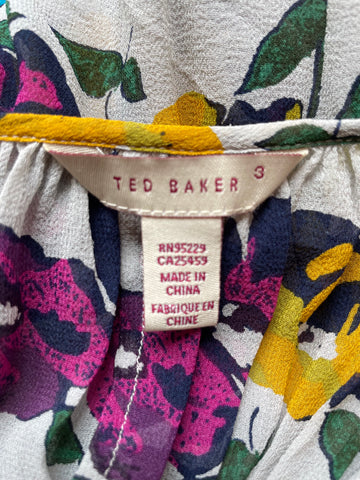 TED BAKER 3
RN95229
CA25459
MADE IN
CHINA
FABRIQUE EN
CHINE